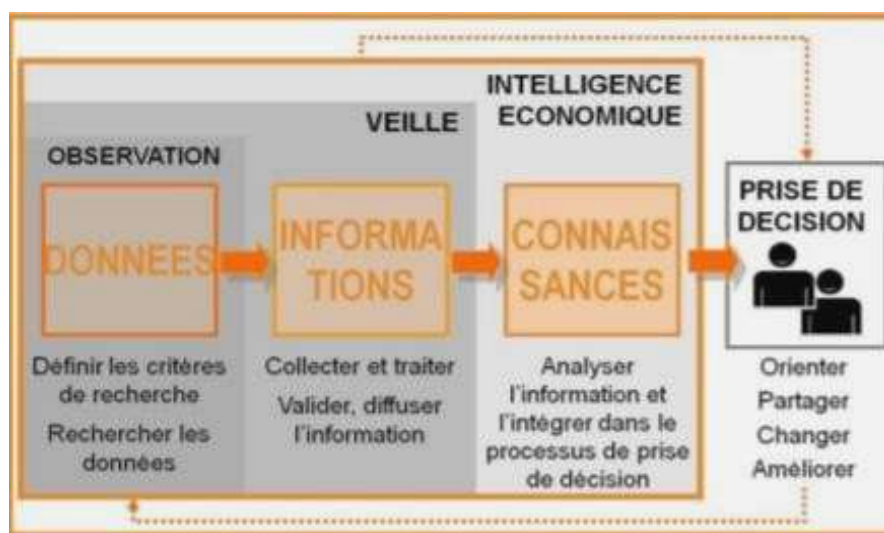 INTELLIGENCE
ECONOMIQUE
VEILLE
OBSERVATION
DONNEES
INFORMA
TIONS
CONNAIS
SANCES
PRISE DE
DECISION
Définir les critères
de recherche
Rechercher les
données
Collecter et traiter
Valider, diffuser
l'information
Analyser
l'information et
l'intégrer dans le
processus de prise
de décision
Orienter
Partager
Changer
Améliorer